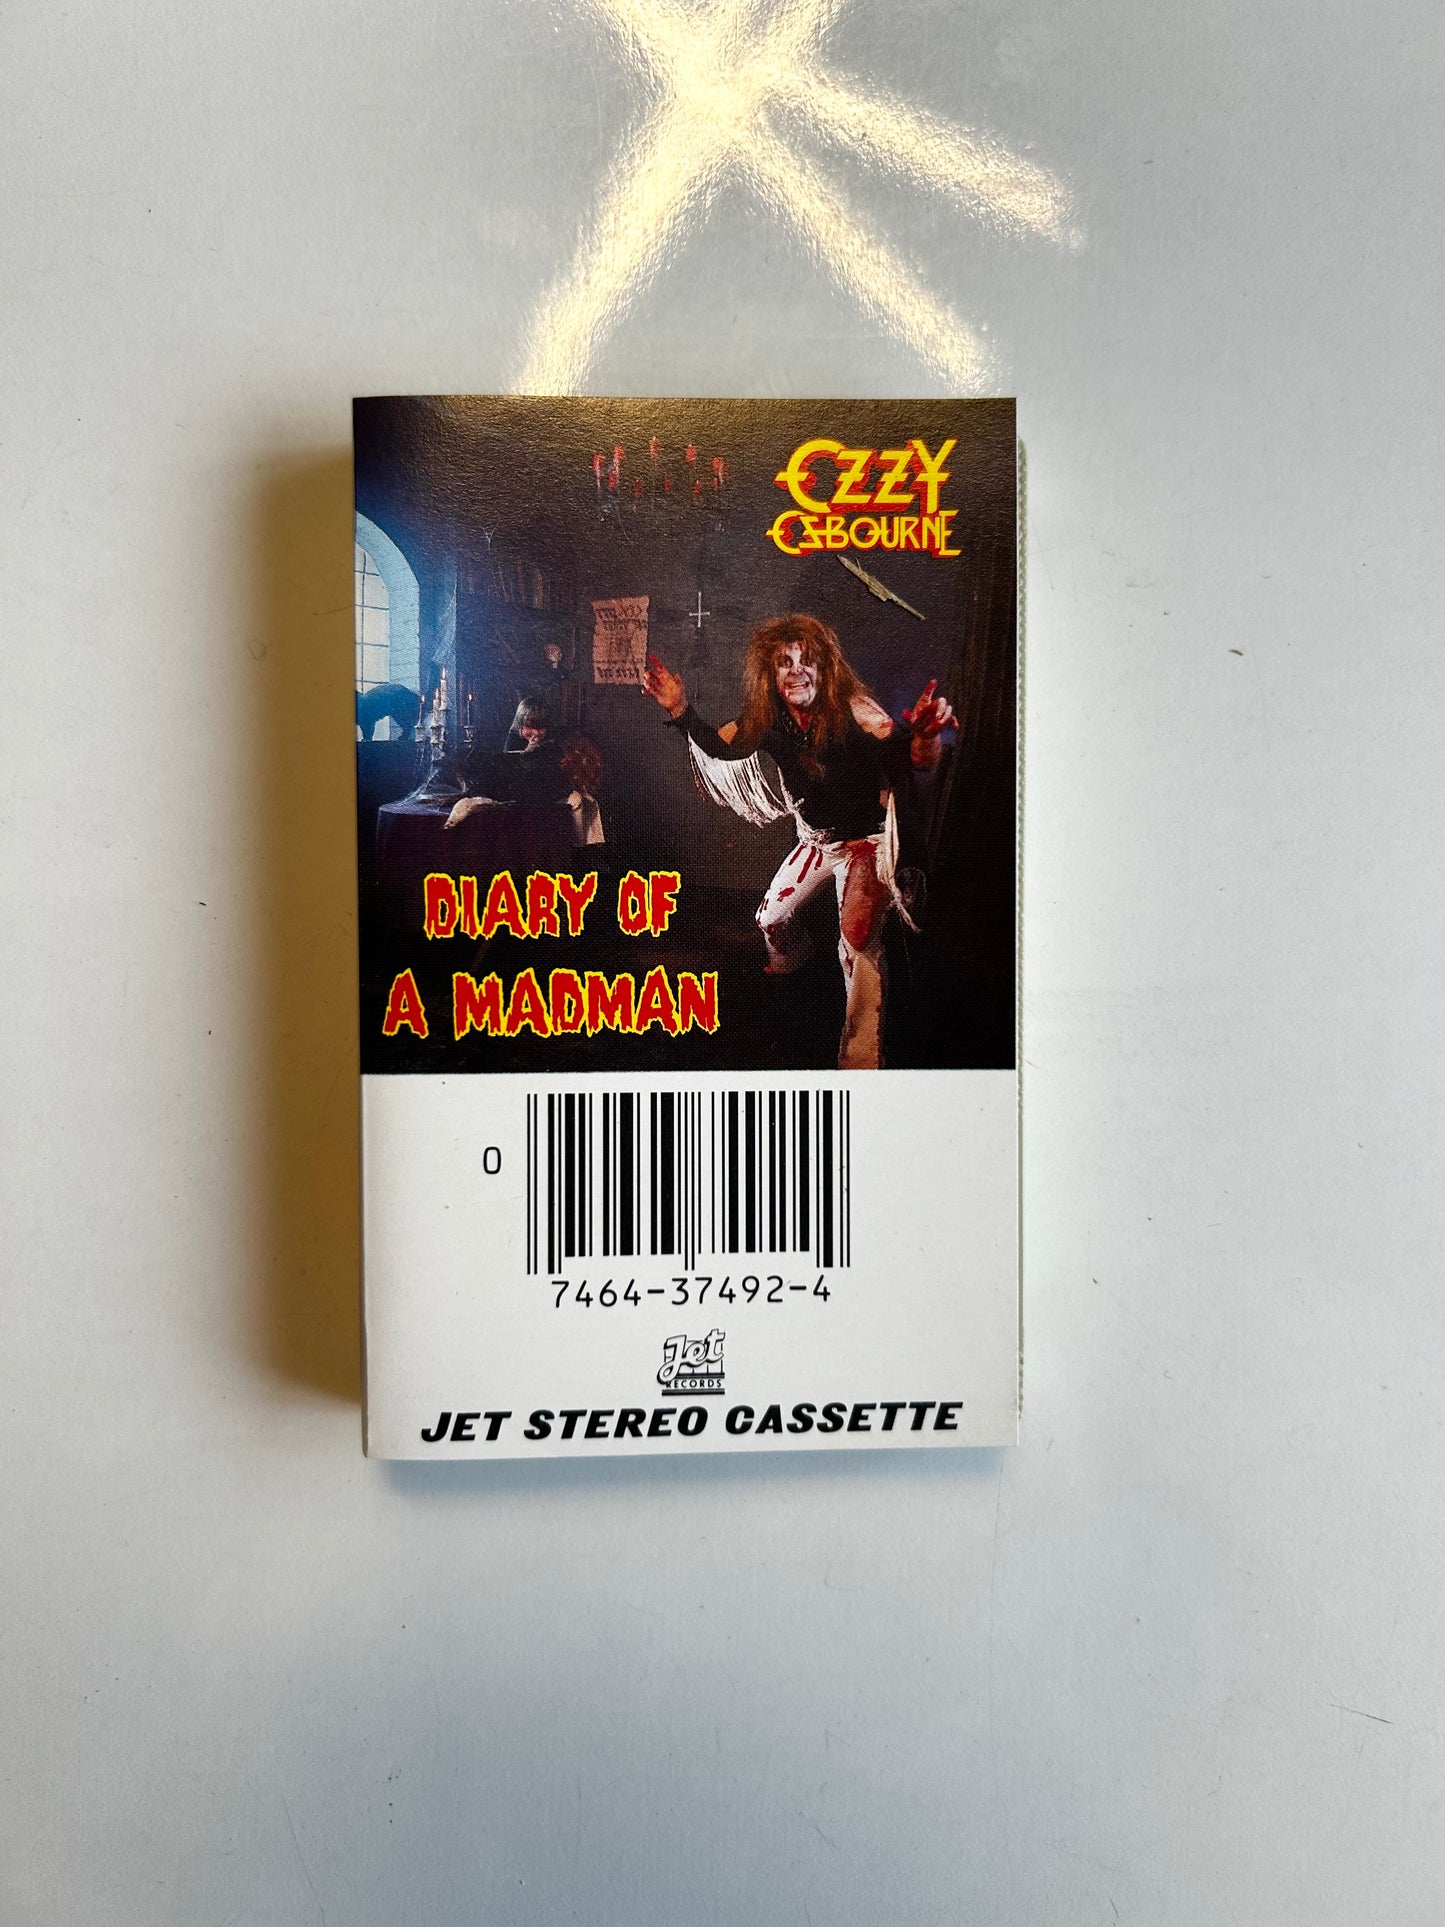 OZZY
OSBOURNE
DIARY OF
A MADMAN
0
7464-37492-4
Jet
RECORDS
JET STEREO CASSETTE